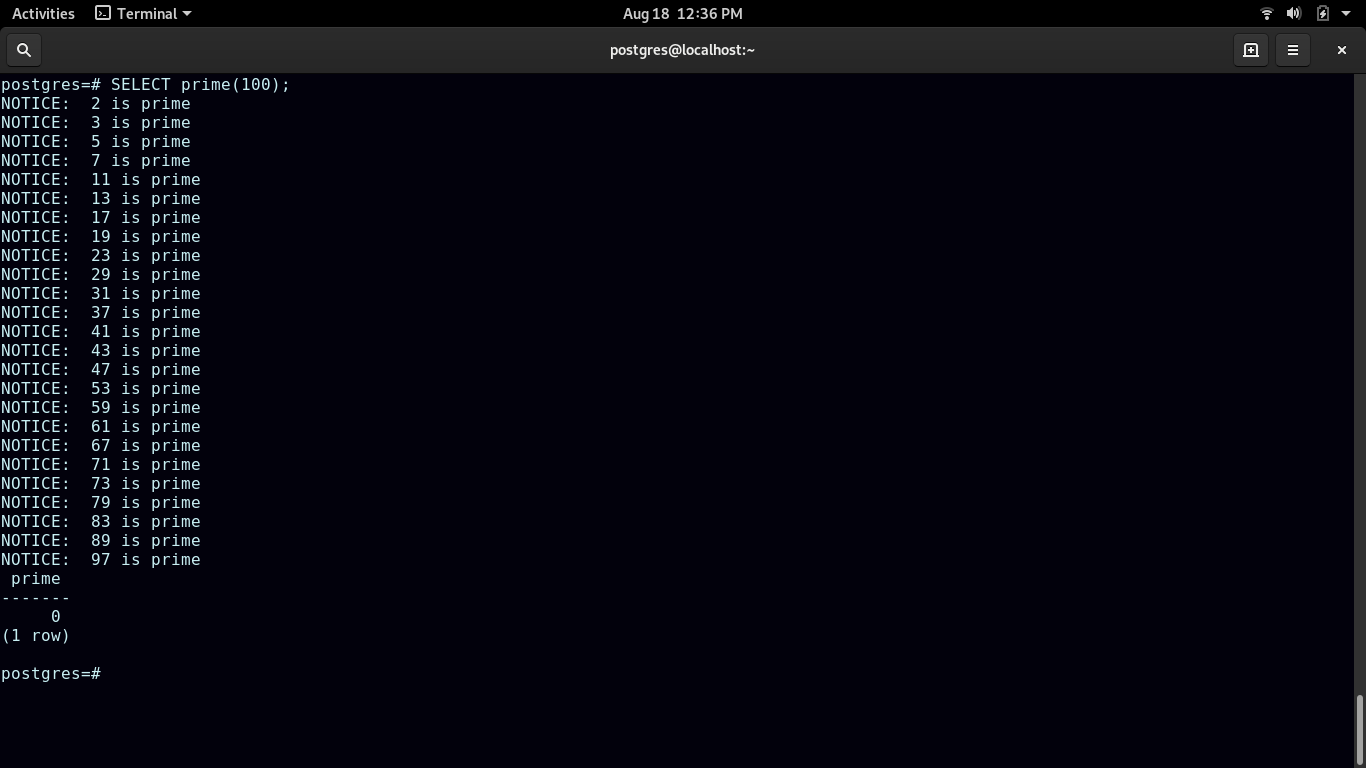 Activities Terminal Aug 18 12:36 PM
postgres@localhost:~
postgres=# SELECT prime(100);
NOTICE:  2 is prime
NOTICE:  3 is prime
NOTICE:  5 is prime
NOTICE:  7 is prime
NOTICE:  11 is prime
NOTICE:  13 is prime
NOTICE:  17 is prime
NOTICE:  19 is prime
NOTICE:  23 is prime
NOTICE:  29 is prime
NOTICE:  31 is prime
NOTICE:  37 is prime
NOTICE:  41 is prime
NOTICE:  43 is prime
NOTICE:  47 is prime
NOTICE:  53 is prime
NOTICE:  59 is prime
NOTICE:  61 is prime
NOTICE:  67 is prime
NOTICE:  71 is prime
NOTICE:  73 is prime
NOTICE:  79 is prime
NOTICE:  83 is prime
NOTICE:  89 is prime
NOTICE:  97 is prime
 prime
-------
     0
(1 row)
postgres=#